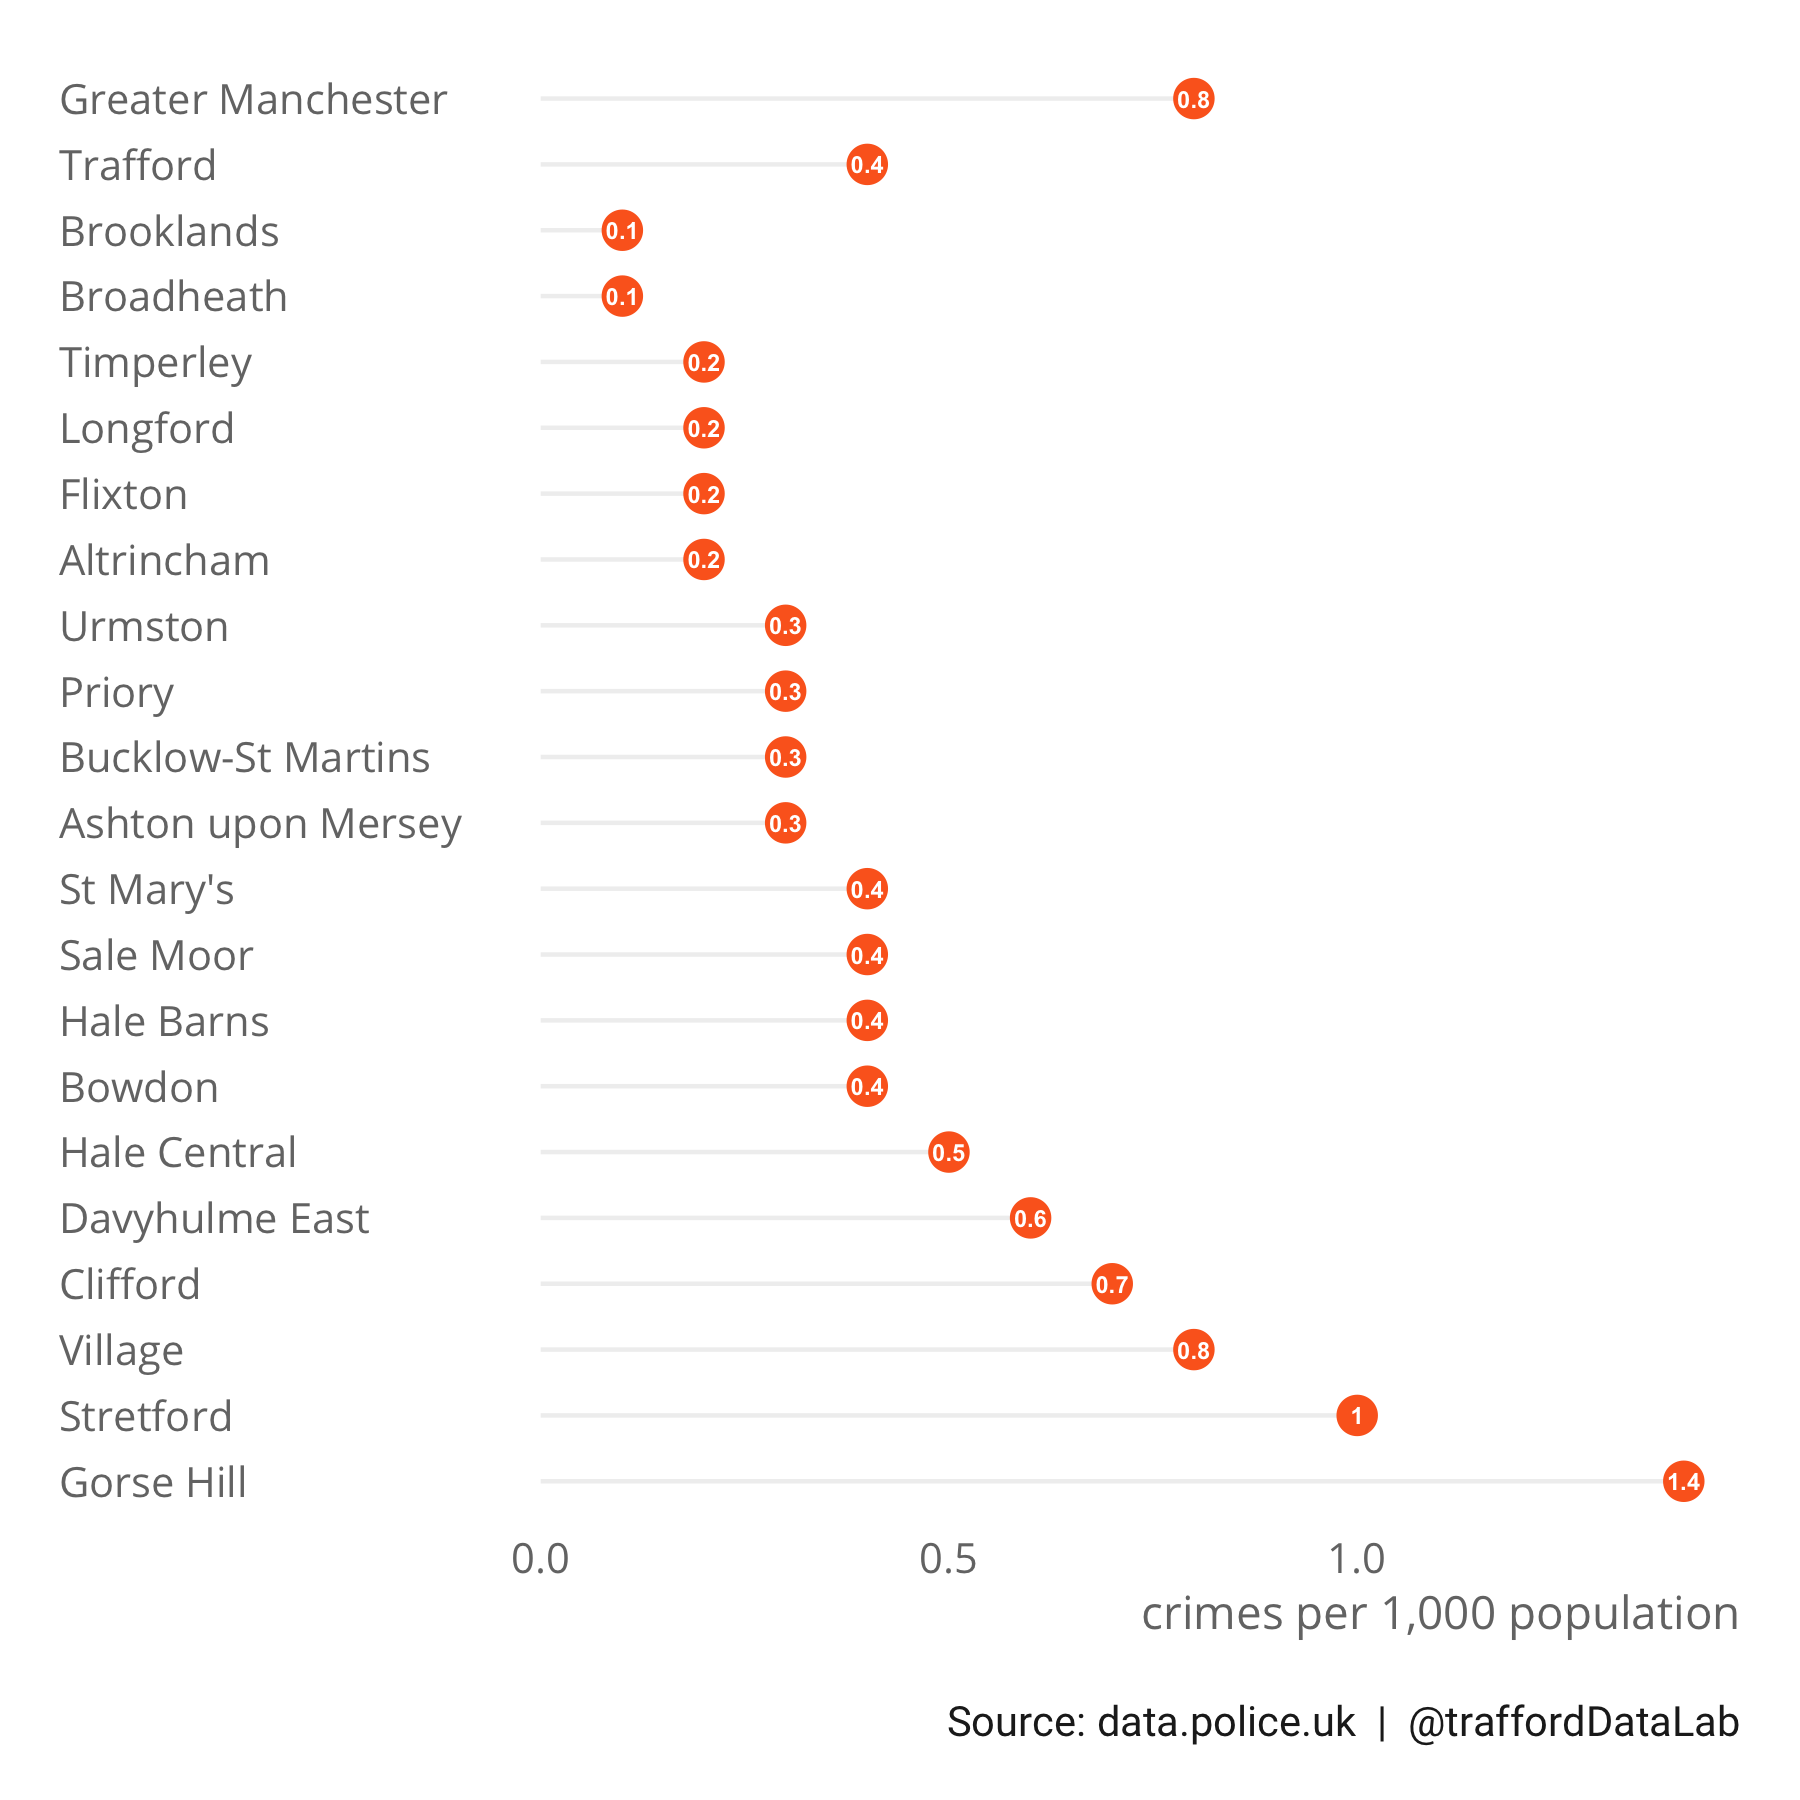 Greater Manchester 0.8
Trafford 0.4
Brooklands 0.1
Broadheath 0.1
Timperley 0.2
Longford 0.2
Flixton 0.2
Altrincham 0.2
Urmston 0.3
Priory 0.3
Bucklow-St Martins 0.3
Ashton upon Mersey 0.3
St Mary's 0.4
Sale Moor 0.4
Hale Barns 0.4
Bowdon 0.4
Hale Central 0.5
Davyhulme East 0.6
Clifford 0.7
Village 0.8
Stretford 1
Gorse Hill 1.4
0.0 0.5 1.0
crimes per 1,000 population
Source: data.police.uk | @traffordDataLab